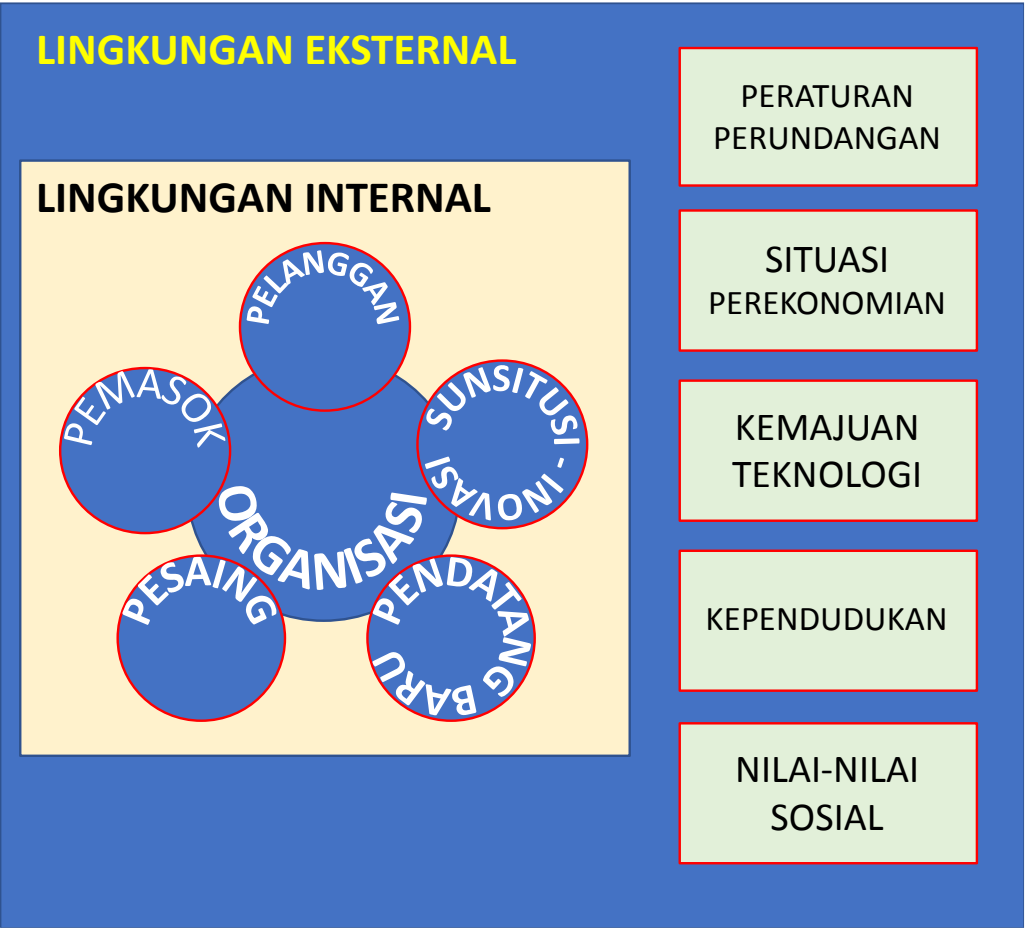 LINGKUNGAN EKSTERNAL
LINGKUNGAN INTERNAL
PELANGGAN
PEMASOK
SUNSITUSI - INOVASI
ORGANISASI
PESAING
PENDATANG BARU
PERATURAN
PERUNDANGAN
SITUASI
PEREKONOMIAN
KEMAJUAN
TEKNOLOGI
KEPENDUDUKAN
NILAI-NILAI
SOSIAL